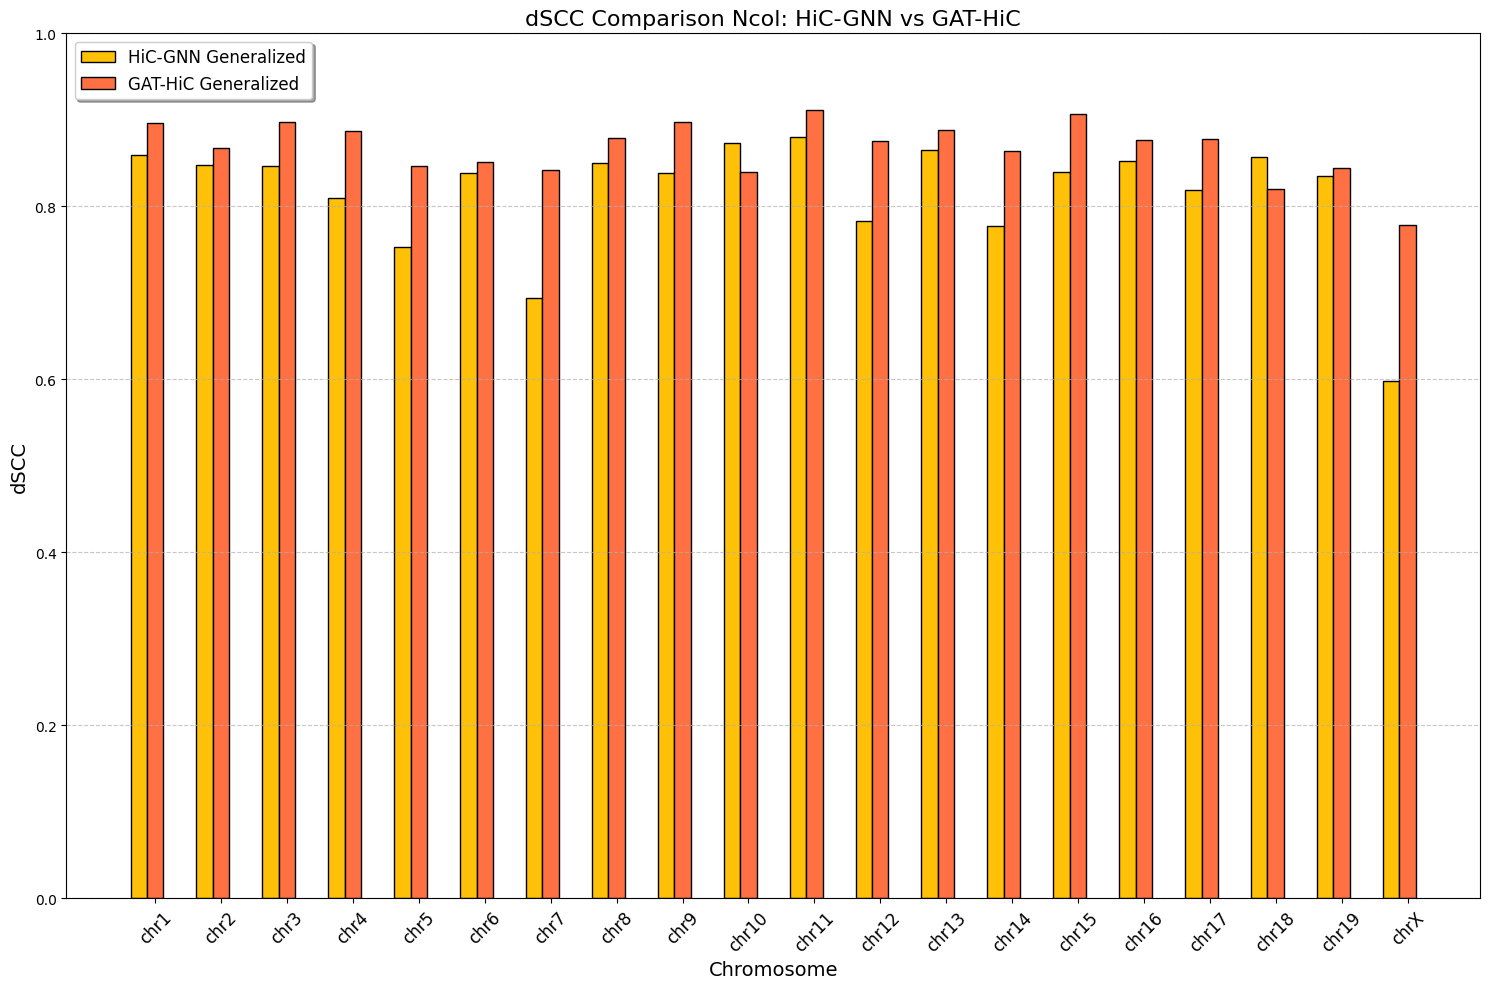 dSCC Comparison Ncol: HiC-GNN vs GAT-HiC
HiC-GNN Generalized
GAT-HiC Generalized
dSCC
1.0
0.8
0.6
0.4
0.2
0.0
chr1 chr2 chr3 chr4 chr5 chr6 chr7 chr8 chr9 chr10 chr11 chr12 chr13 chr14 chr15 chr16 chr17 chr18 chr19 chrX
Chromosome